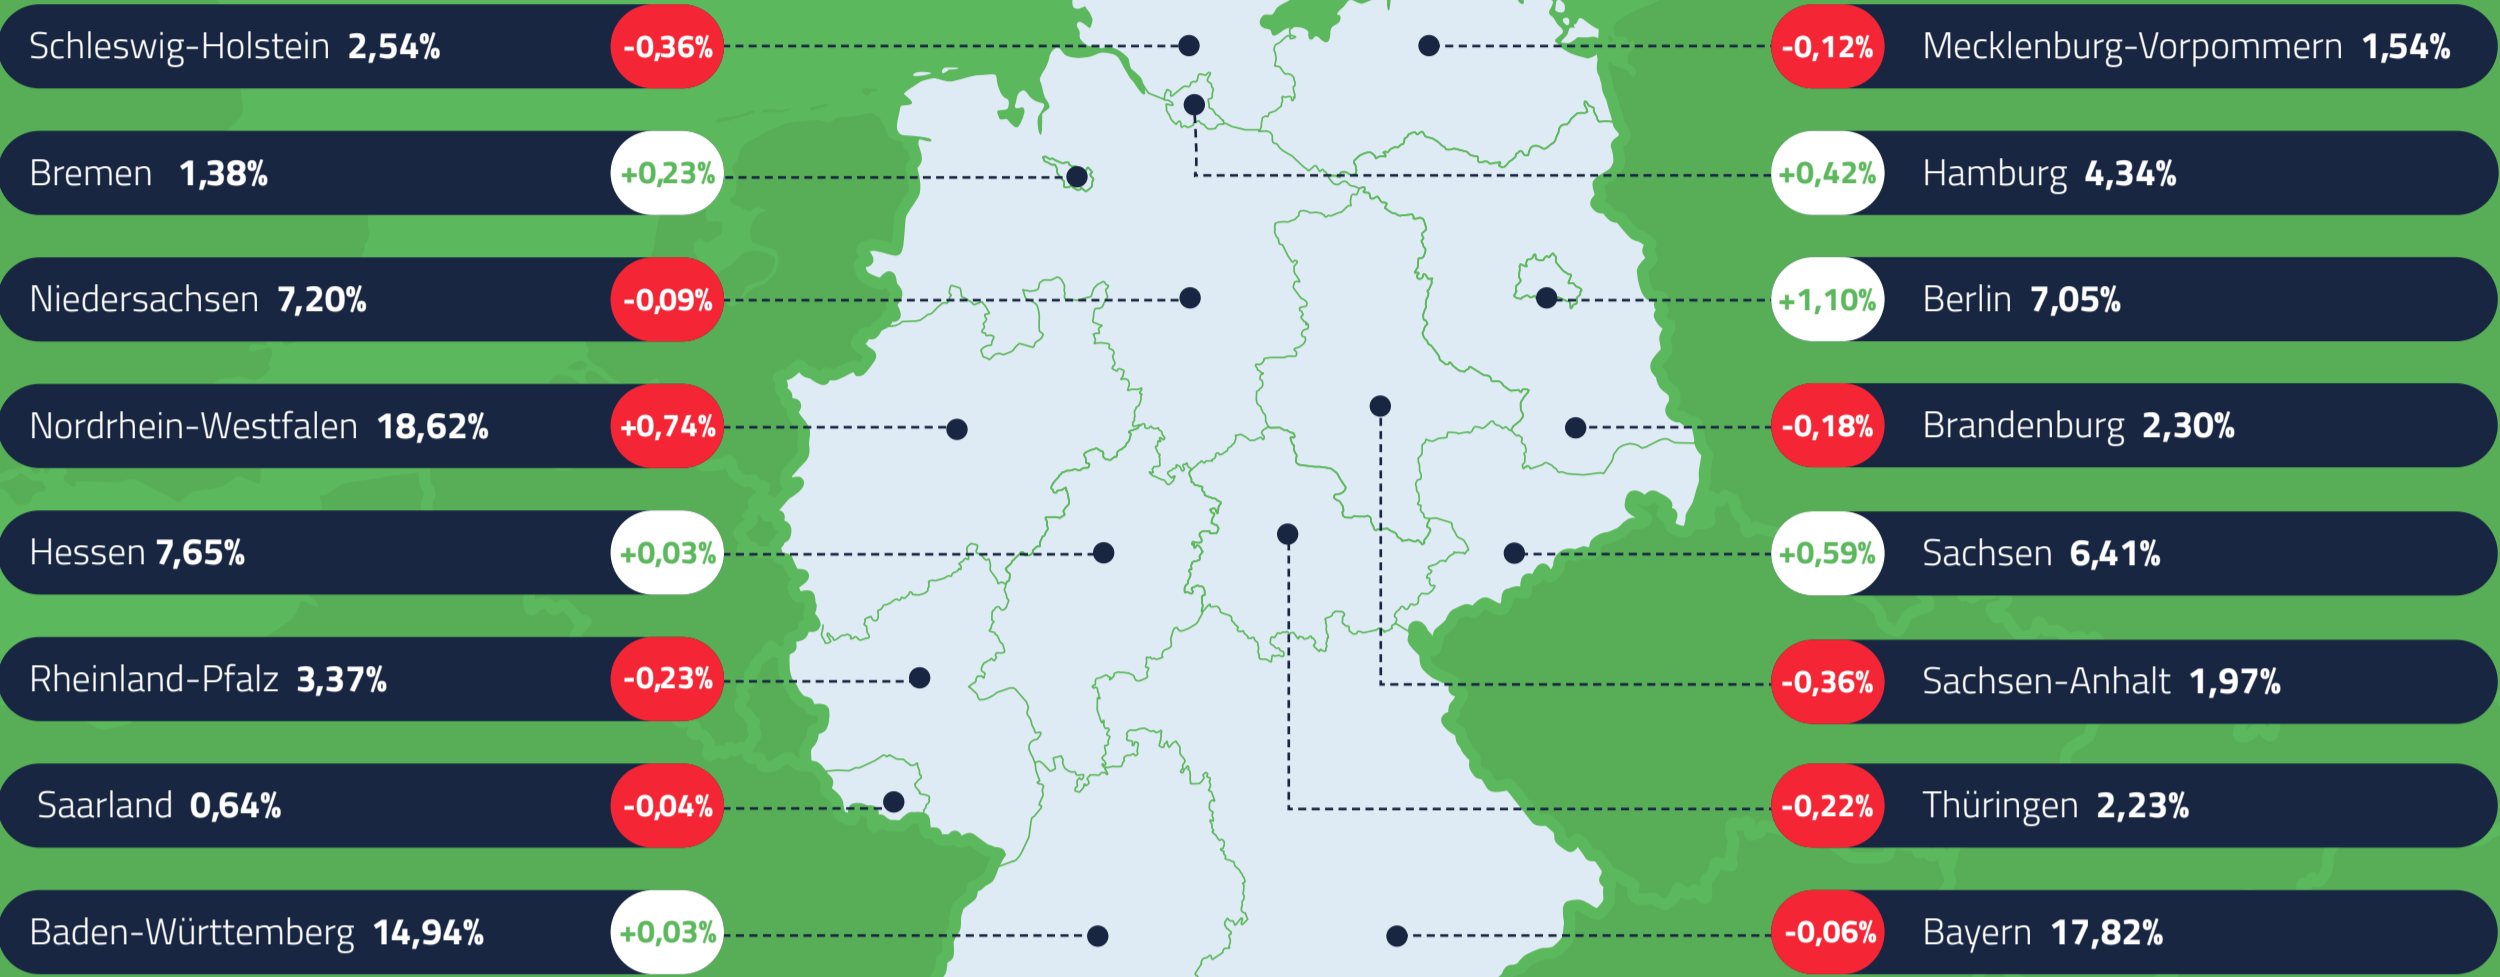 Schleswig-Holstein 2,54% -0,36%
Bremen 1,38% +0,23%
Niedersachsen 7,20% -0,09%
Nordrhein-Westfalen 18,62% +0,74%
Hessen 7,65% +0,03%
Rheinland-Pfalz 3,37% -0,23%
Saarland 0,64% -0,04%
Baden-Württemberg 14,94% +0,03%
-0,12% Mecklenburg-Vorpommern 1,54%
+0,42% Hamburg 4,34%
+1,10% Berlin 7,05%
-0,18% Brandenburg 2,30%
+0,59% Sachsen 6,41%
-0,36% Sachsen-Anhalt 1,97%
-0,22% Thüringen 2,23%
-0,06% Bayern 17,82%